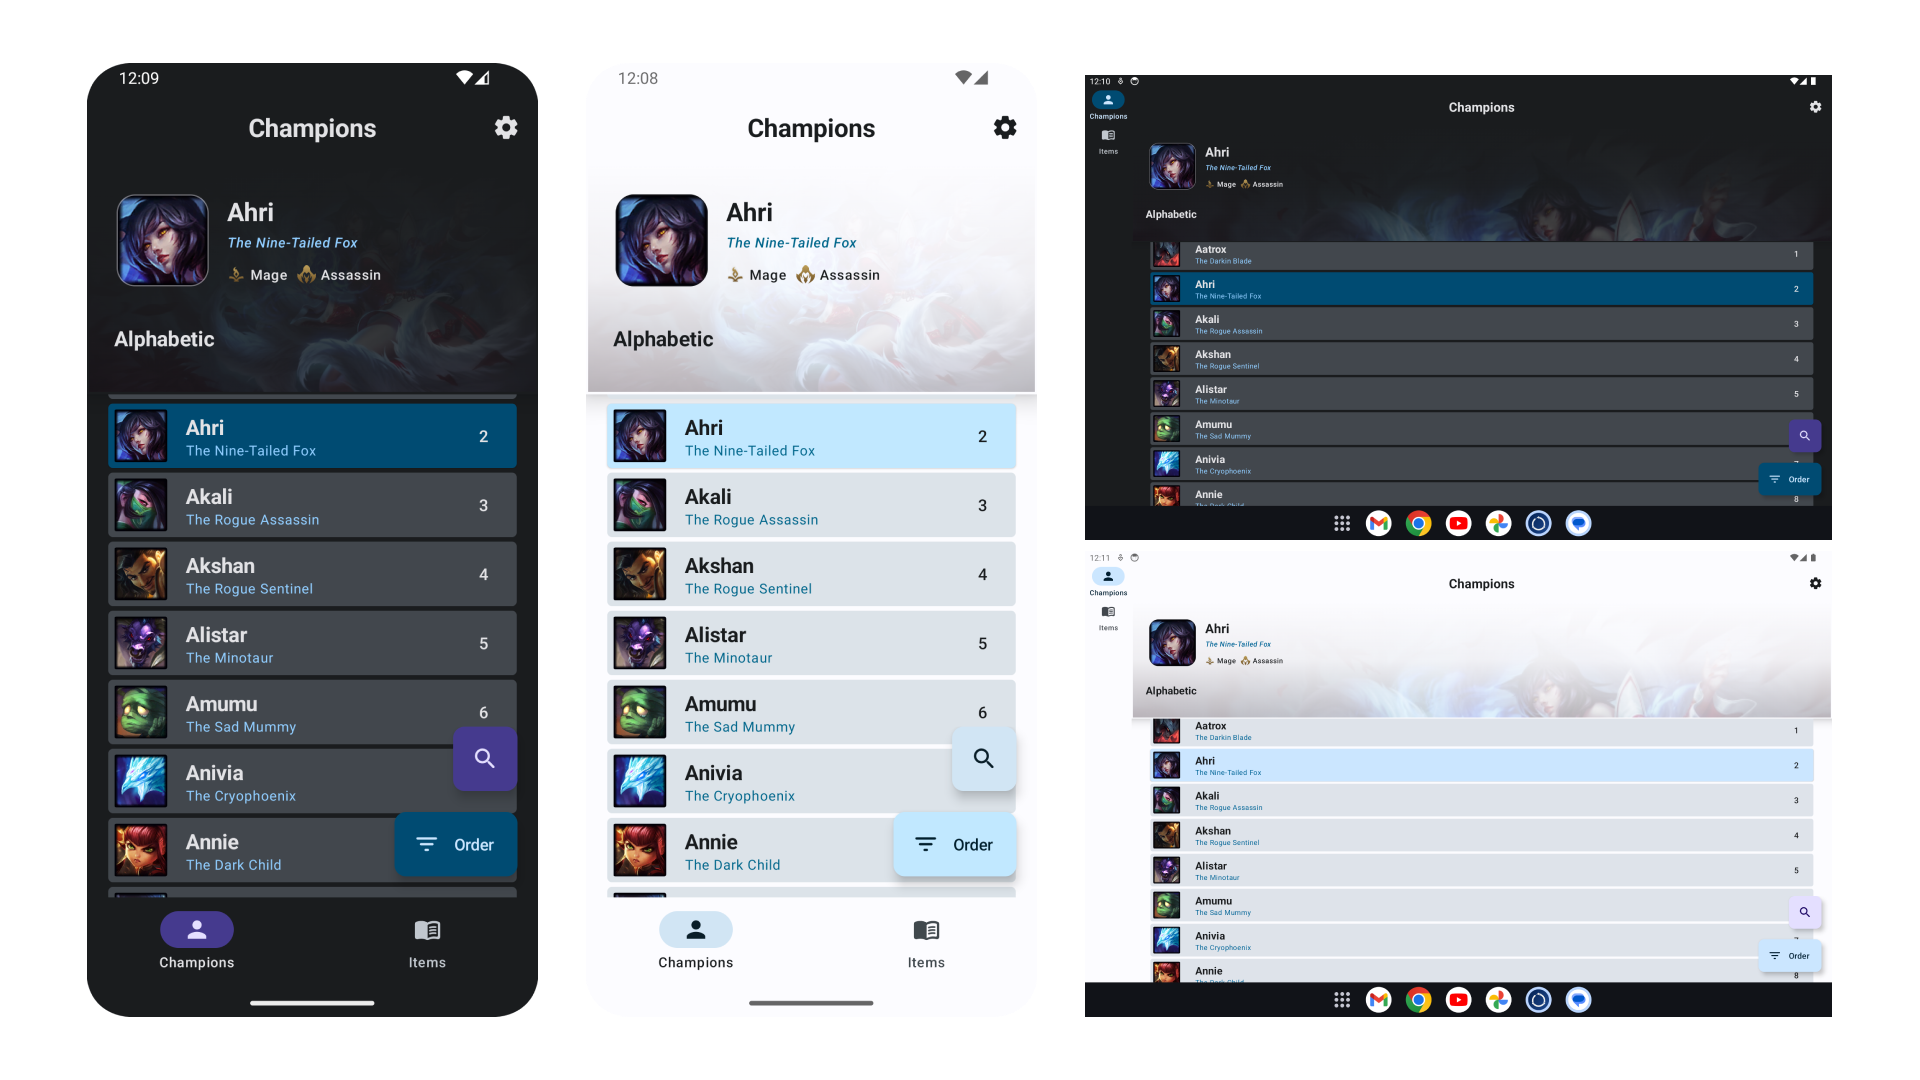 12:09
Champions
Ahri
The Nine-Tailed Fox
Mage Assassin
Alphabetic
Ahri
The Nine-Tailed Fox
2
Akali
The Rogue Assassin
3
Akshan
The Rogue Sentinel
4
Alistar
The Minotaur
5
Amumu
The Sad Mummy
6
Anivia
The Cryophoenix
Annie
The Dark Child
Order
Champions
Items
12:08
Champions
Ahri
The Nine-Tailed Fox
Mage Assassin
Alphabetic
Ahri
The Nine-Tailed Fox
2
Akali
The Rogue Assassin
3
Akshan
The Rogue Sentinel
4
Alistar
The Minotaur
5
Amumu
The Sad Mummy
6
Anivia
The Cryophoenix
Annie
The Dark Child
Order
Champions
Items
12:10
Champions
Items
Champions
Ahri
The Nine-Tailed Fox
Mage Assassin
Alphabetic
Aatrox
The Darkin Blade
1
Ahri
The Nine-Tailed Fox
2
Akali
The Rogue Assassin
3
Akshan
The Rogue Sentinel
4
Alistar
The Minotaur
5
Amumu
The Sad Mummy
Anivia
The Cryophoenix
Order
Annie
8
12:11
Champions
Items
Champions
Ahri
The Nine-Tailed Fox
Mage Assassin
Alphabetic
Aatrox
The Darkin Blade
1
Ahri
The Nine-Tailed Fox
2
Akali
The Rogue Assassin
3
Akshan
The Rogue Sentinel
4
Alistar
The Minotaur
5
Amumu
The Sad Mummy
Anivia
The Cryophoenix
Order
Annie
8